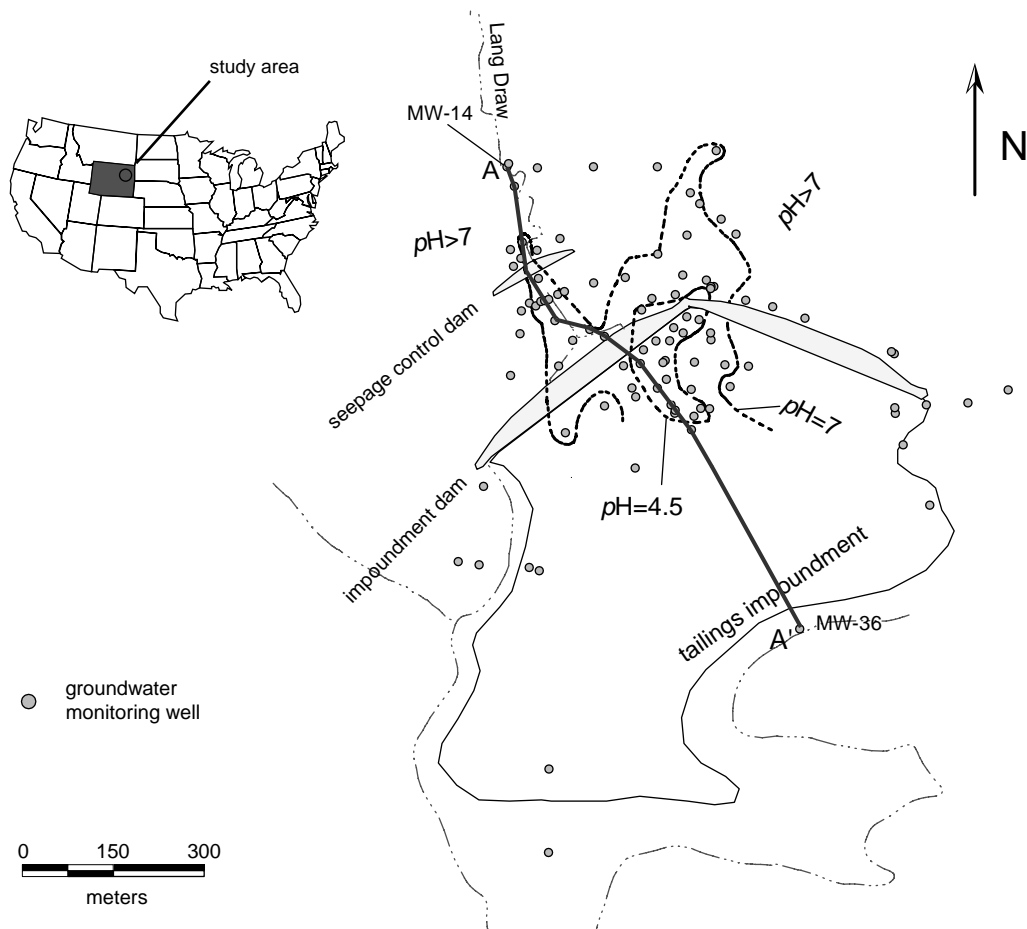 study area
Lang Draw
MW-14
N
A
pH>7
pH>7
seepage control dam
pH=7
pH=4.5
impoundment dam
tailings impoundment
A'
MW-36
groundwater
monitoring well
0 150 300
meters